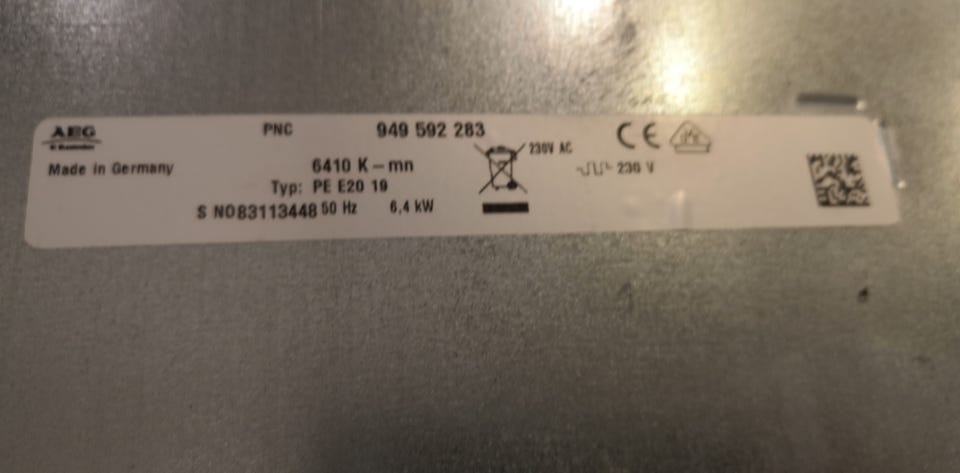 AEG PNC 949 592 283
Made in Germany 6410 K-mn 230V AC 230 V
Typ: PE E20 19
S NO83113448 50 Hz 6,4 kW